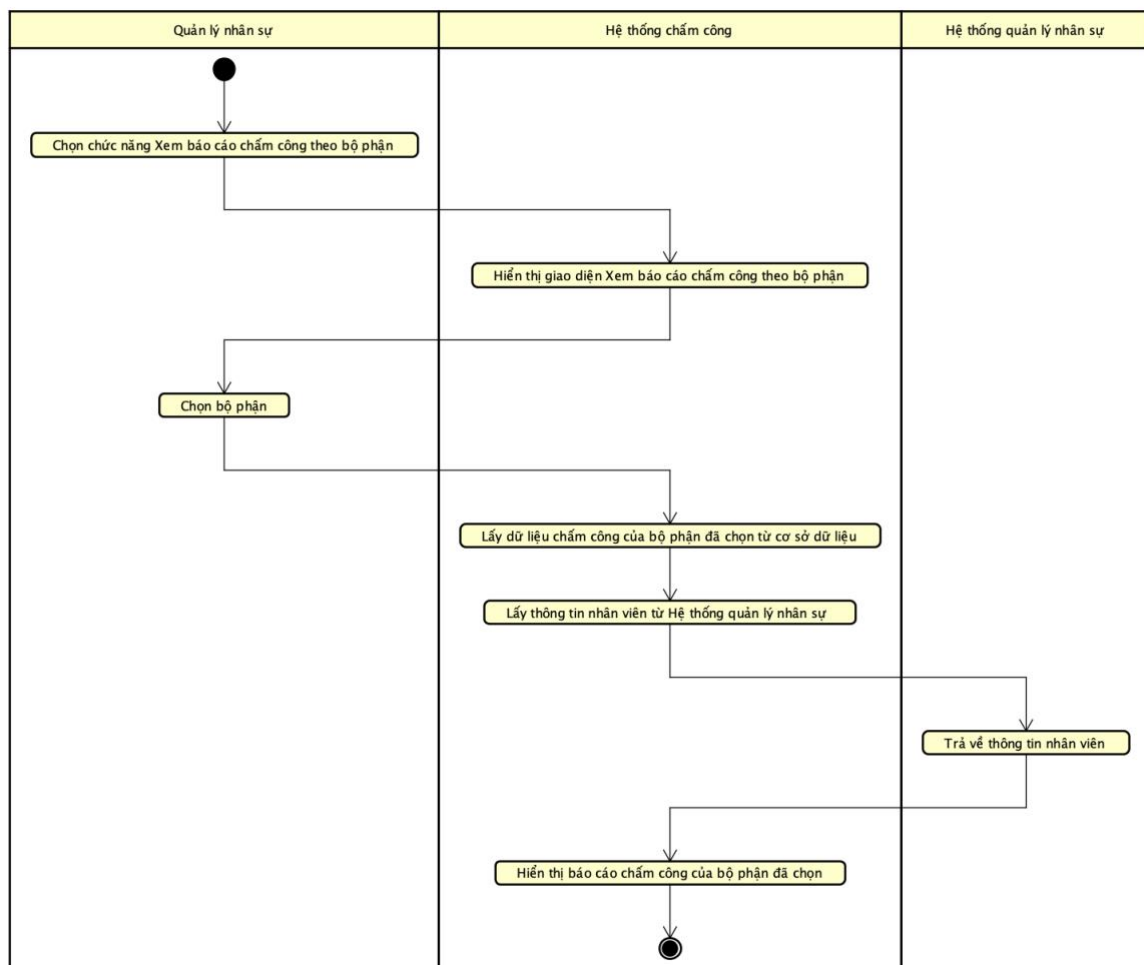 Quản lý nhân sự
Hệ thống chấm công
Hệ thống quản lý nhân sự
Chọn chức năng Xem báo cáo chấm công theo bộ phận
Hiển thị giao diện Xem báo cáo chấm công theo bộ phận
Chọn bộ phận
Lấy dữ liệu chấm công của bộ phận đã chọn từ cơ sở dữ liệu
Lấy thông tin nhân viên từ Hệ thống quản lý nhân sự
Trả về thông tin nhân viên
Hiển thị báo cáo chấm công của bộ phận đã chọn